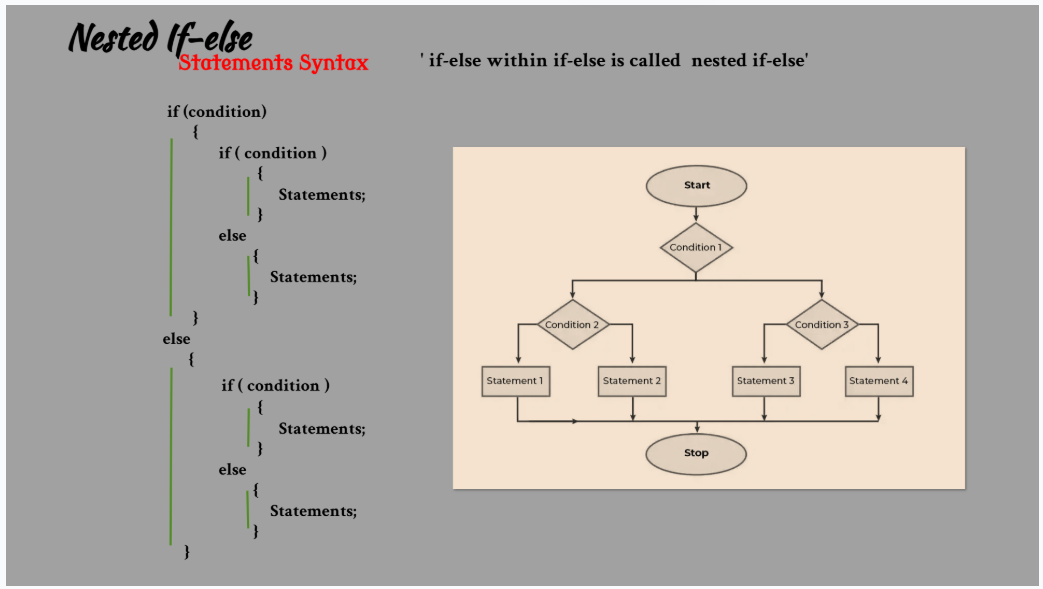 Nested If-else
Statements Syntax
' if-else within if-else is called nested if-else'
if (condition)
{
if ( condition )
{
Statements;
}
else
{
Statements;
}
}
else
{
if ( condition )
{
Statements;
}
else
{
Statements;
}
}
Start
Condition 1
Condition 2
Condition 3
Statement 1
Statement 2
Statement 3
Statement 4
Stop